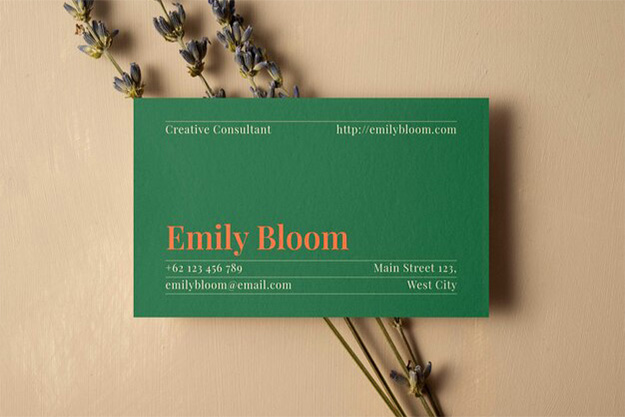 Creative Consultant http://emilybloom.com
Emily Bloom
+62 123 456 789 Main Street 123,
emilybloom@email.com West City